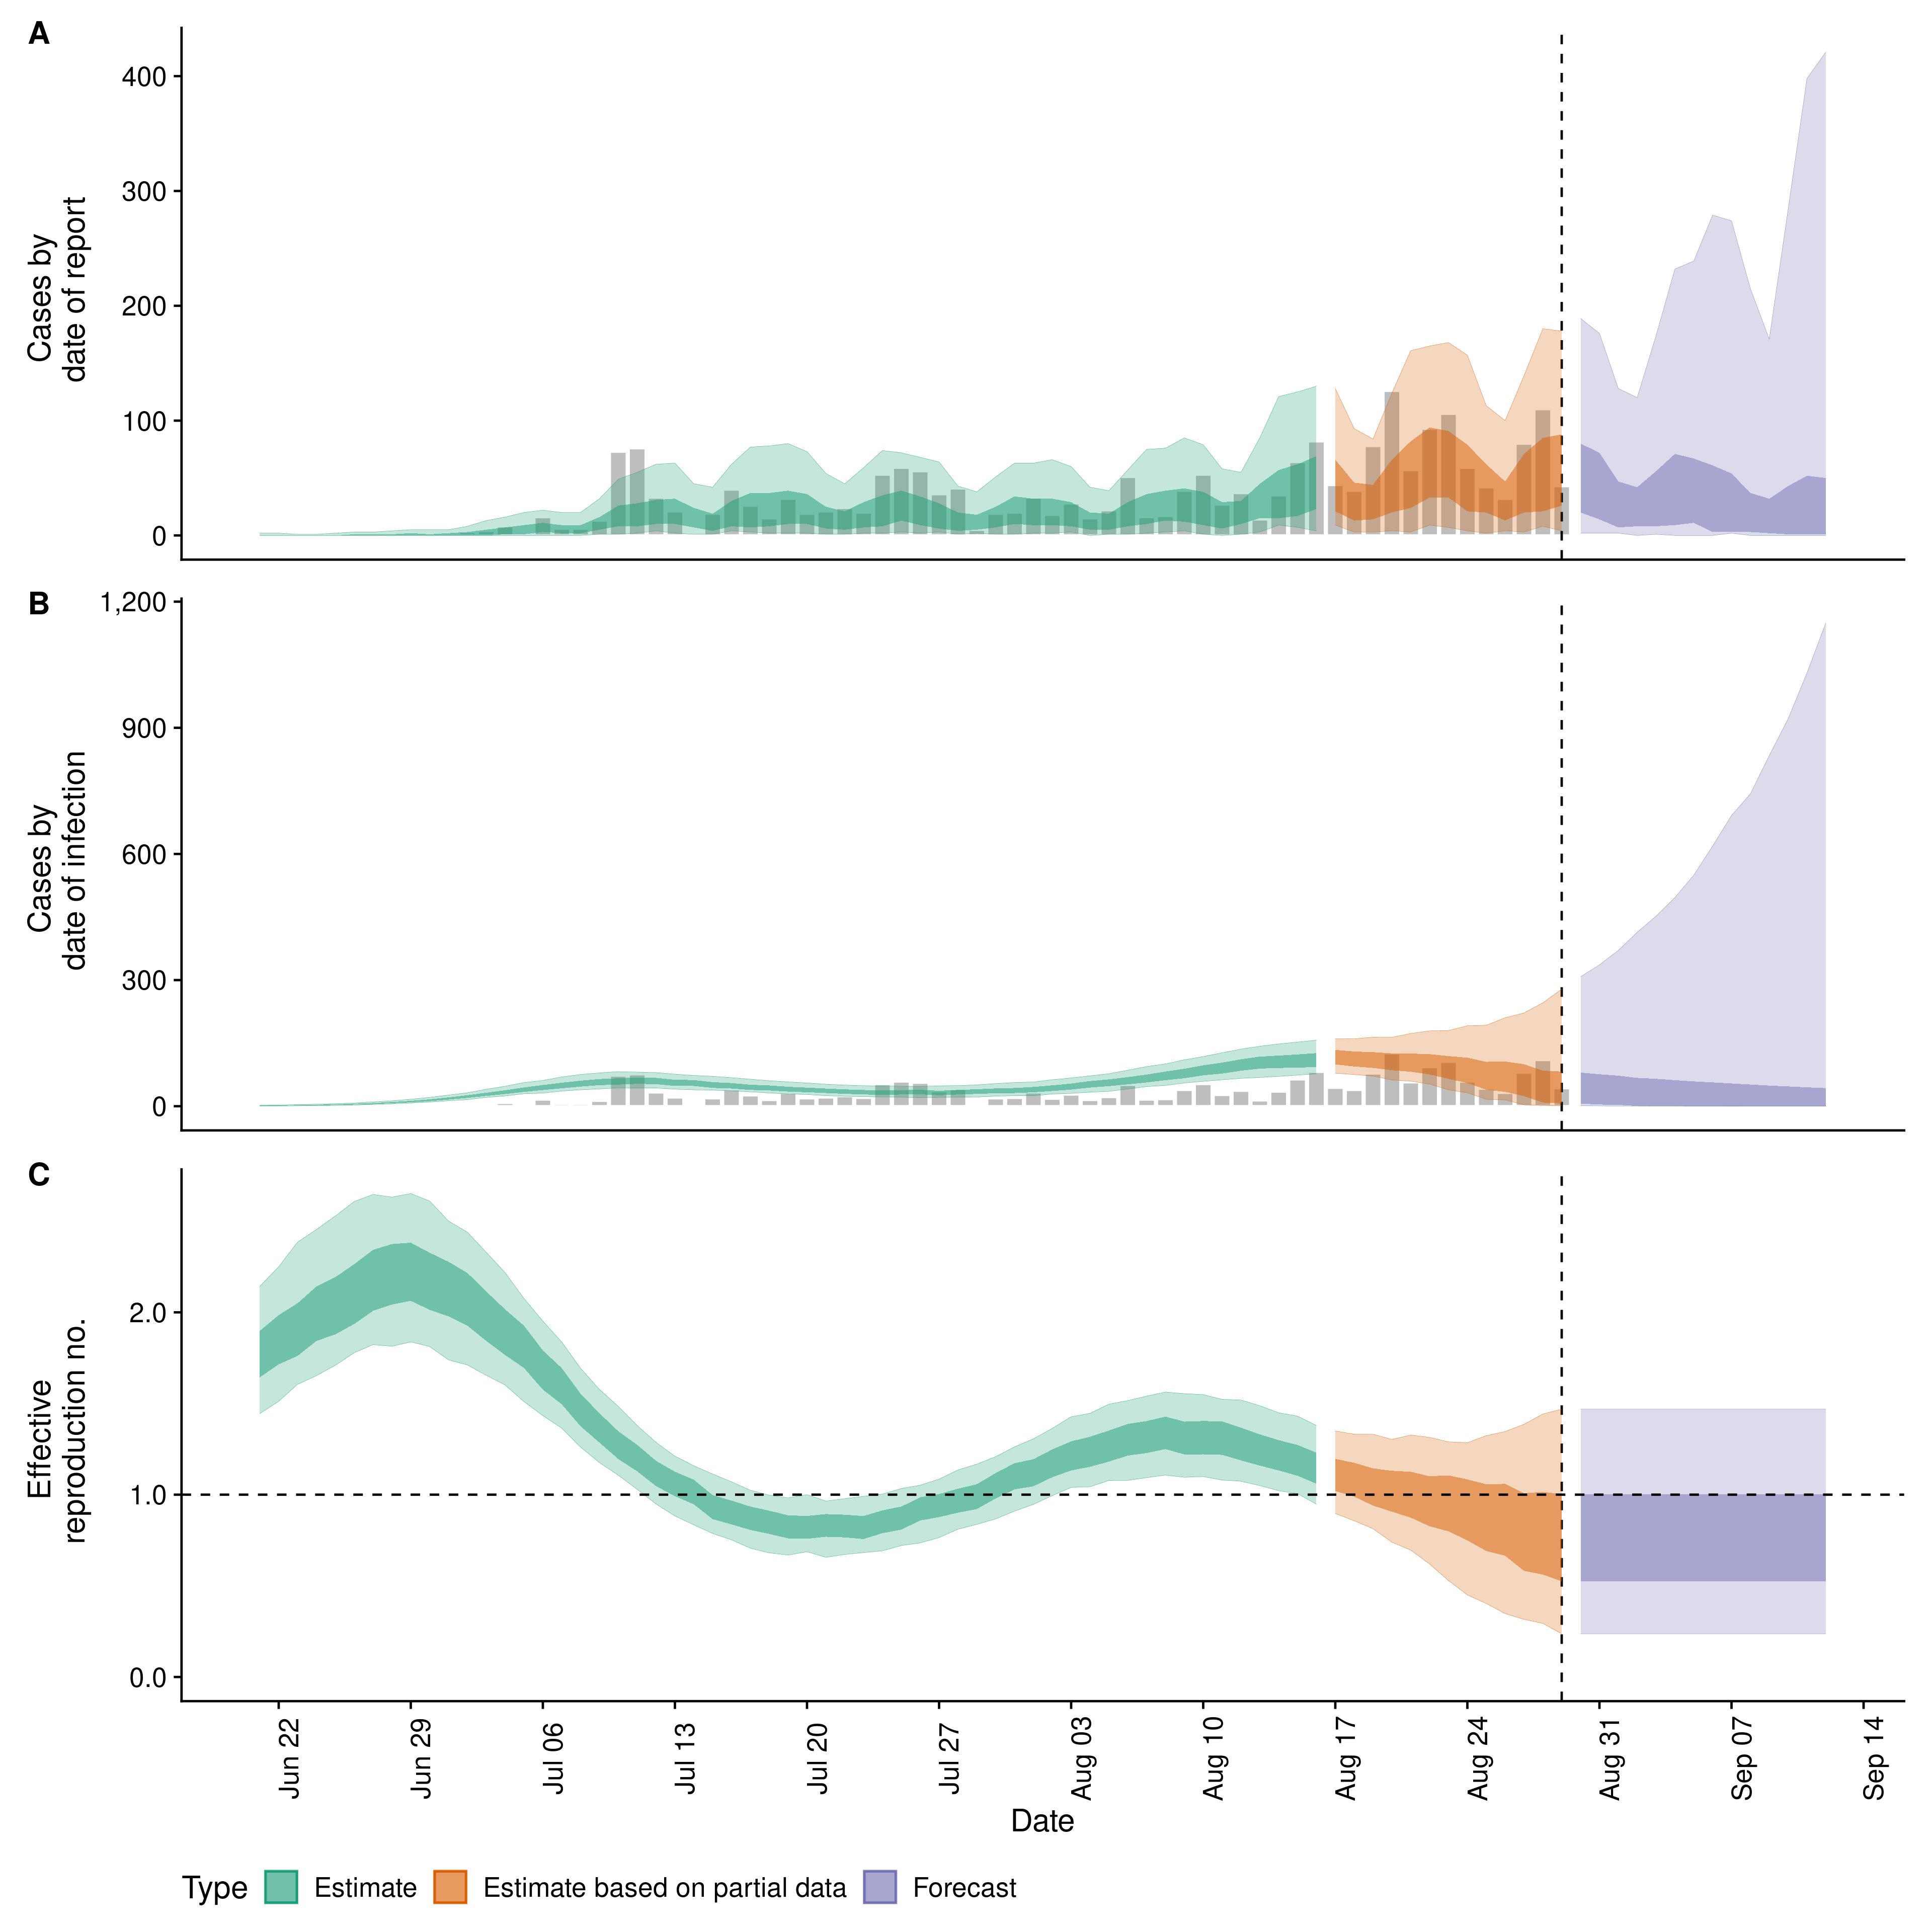 A
Cases by
date of report
400
300
200
100
0
B
Cases by
date of infection
1,200
900
600
300
0
C
Effective
reproduction no.
2.0
1.0
0.0
Jun 22
Jun 29
Jul 06
Jul 13
Jul 20
Jul 27
Aug 03
Aug 10
Aug 17
Aug 24
Aug 31
Sep 07
Sep 14
Date
Type Estimate Estimate based on partial data Forecast